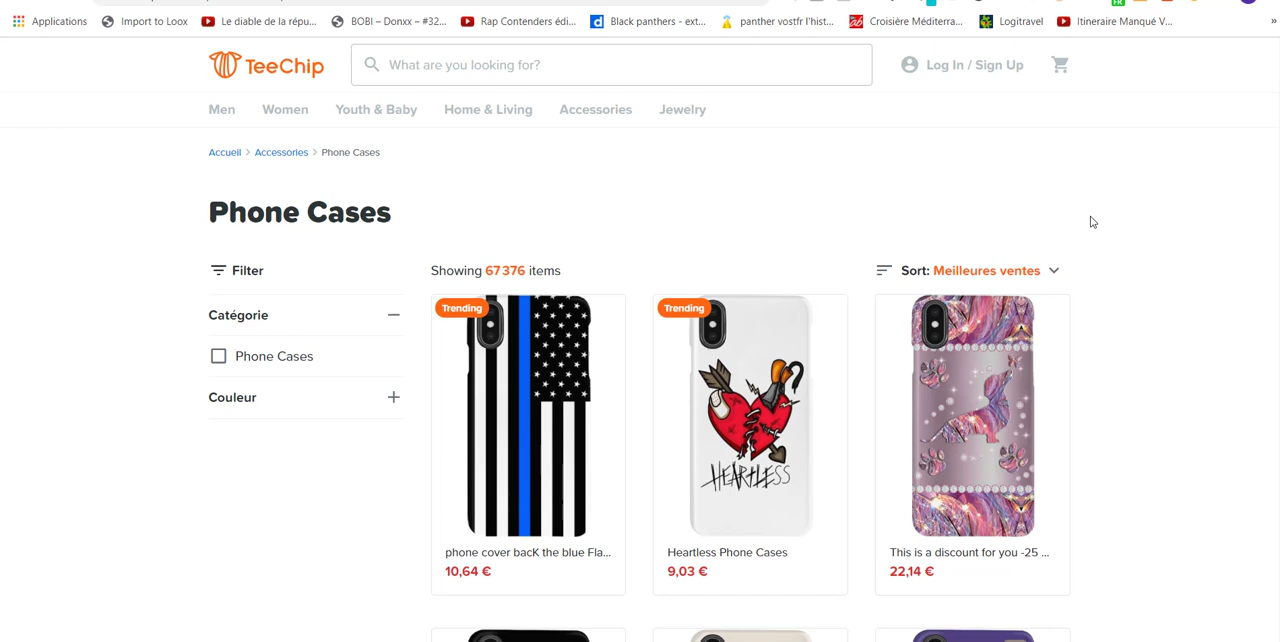 Applications
Import to Loox
Le diable de la répu...
BOBI – Donxx – #32...
Rap Contenders édi...
Black panthers - ext...
panther vostfr l'hist...
Croisière Méditerra...
Logitravel
Itineraire Manqué V...
»
TeeChip
What are you looking for?
Log In / Sign Up
Men
Women
Youth & Baby
Home & Living
Accessories
Jewelry
Accueil > Accessories > Phone Cases
Phone Cases
Filter
Showing 67 376 items
Sort: Meilleures ventes
Catégorie
Phone Cases
Couleur
Trending
phone cover bacK the blue Fla...
10,64 €
Trending
HEARTLESS
Heartless Phone Cases
9,03 €
This is a discount for you -25 ...
22,14 €